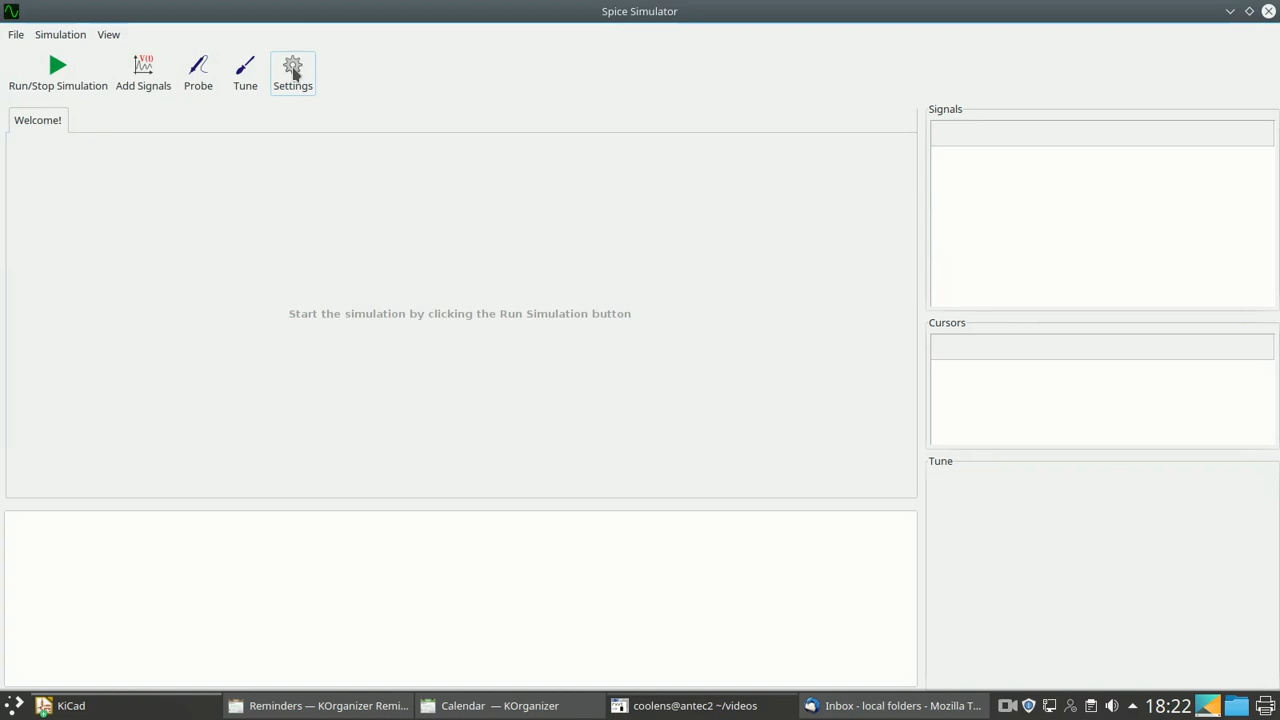 Spice Simulator
File Simulation View
V(t)
Run/Stop Simulation Add Signals Probe Tune Settings
Welcome!
Start the simulation by clicking the Run Simulation button
Signals
Cursors
Tune
KiCad
Reminders — KOrganizer Remi...
Calendar — KOrganizer
coolens@antec2 ~/videos
Inbox - local folders - Mozilla T...
18:22